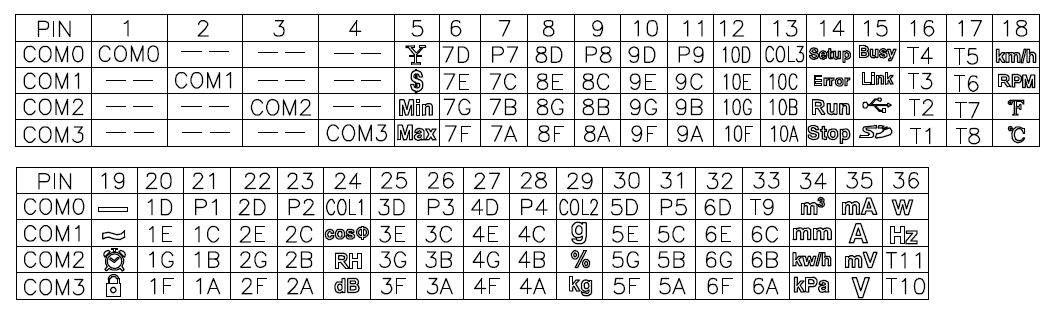 PIN 1 2 3 4 5 6 7 8 9 10 11 12 13 14 15 16 17 18
COM0 COM0 —— —— —— ¥ 7D P7 8D P8 9D P9 10D COL3 Setup Busy T4 T5 km/h
COM1 —— COM1 —— —— $ 7E 7C 8E 8C 9E 9C 10E 10C Error Link T3 T6 RPM
COM2 —— —— COM2 —— Min 7G 7B 8G 8B 9G 9B 10G 10B Run T2 T7 °F
COM3 —— —— —— COM3 Max 7F 7A 8F 8A 9F 9A 10F 10A Stop SD T1 T8 °C
PIN 19 20 21 22 23 24 25 26 27 28 29 30 31 32 33 34 35 36
COM0 — 1D P1 2D P2 COL1 3D P3 4D P4 COL2 5D P5 6D T9 m³ mA W
COM1 ~ 1E 1C 2E 2C cosΦ 3E 3C 4E 4C g 5E 5C 6E 6C mm A Hz
COM2 1G 1B 2G 2B RH 3G 3B 4G 4B % 5G 5B 6G 6B kw/h mV T11
COM3 1F 1A 2F 2A dB 3F 3A 4F 4A kg 5F 5A 6F 6A kPa V T10